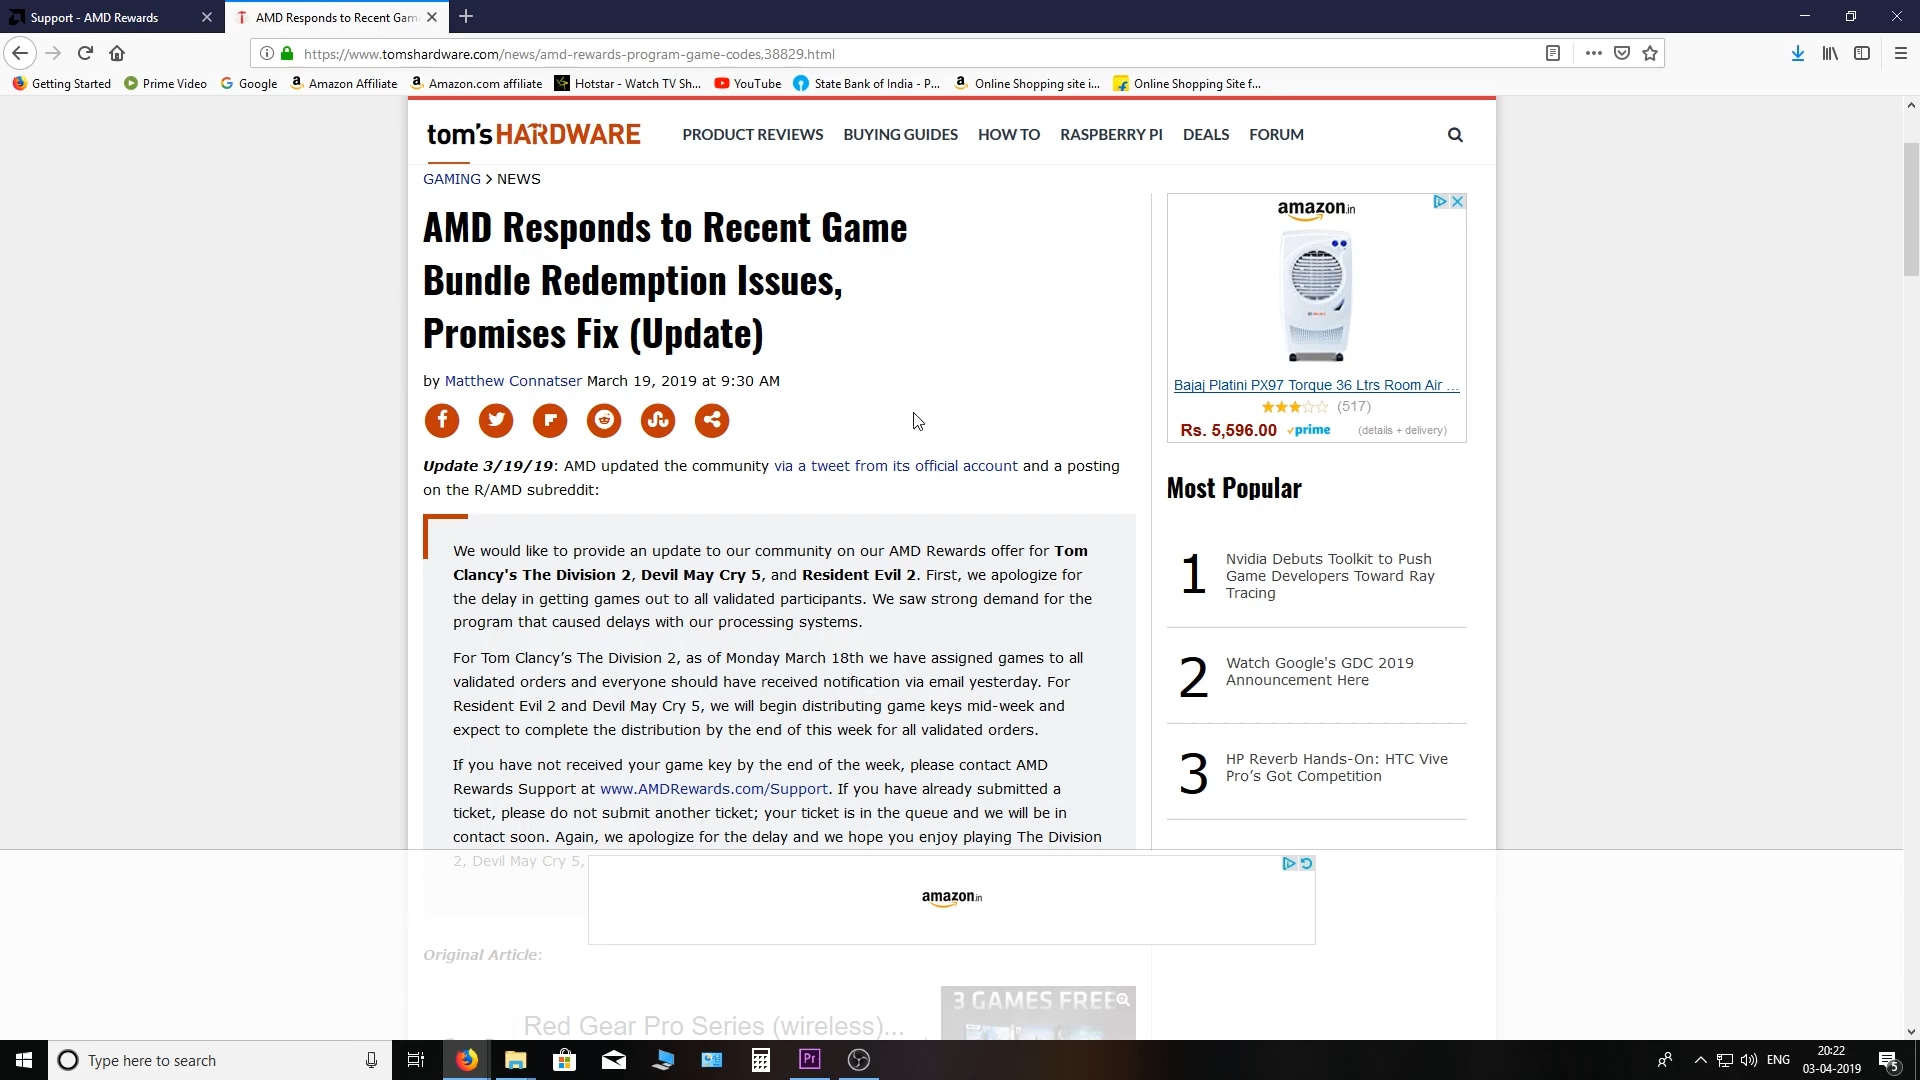 Support - AMD Rewards
AMD Responds to Recent Gam
https://www.tomshardware.com/news/amd-rewards-program-game-codes,38829.html
Getting Started
Prime Video
Google
Amazon Affiliate
Amazon.com affiliate
Hotstar - Watch TV Sh...
YouTube
State Bank of India - P...
Online Shopping site i...
Online Shopping Site f...
tom's HARDWARE
PRODUCT REVIEWS
BUYING GUIDES
HOW TO
RASPBERRY PI
DEALS
FORUM
GAMING > NEWS
AMD Responds to Recent Game
Bundle Redemption Issues,
Promises Fix (Update)
by Matthew Connatser March 19, 2019 at 9:30 AM
Update 3/19/19: AMD updated the community via a tweet from its official account and a posting
on the R/AMD subreddit:
We would like to provide an update to our community on our AMD Rewards offer for Tom
Clancy's The Division 2, Devil May Cry 5, and Resident Evil 2. First, we apologize for
the delay in getting games out to all validated participants. We saw strong demand for the
program that caused delays with our processing systems.
For Tom Clancy’s The Division 2, as of Monday March 18th we have assigned games to all
validated orders and everyone should have received notification via email yesterday. For
Resident Evil 2 and Devil May Cry 5, we will begin distributing game keys mid-week and
expect to complete the distribution by the end of this week for all validated orders.
If you have not received your game key by the end of the week, please contact AMD
Rewards Support at www.AMDRewards.com/Support. If you have already submitted a
ticket, please do not submit another ticket; your ticket is in the queue and we will be in
contact soon. Again, we apologize for the delay and we hope you enjoy playing The Division
2, Devil May Cry 5,
Original Article:
Red Gear Pro Series (wireless)...
3 GAMES FREE
amazon.in
Bajaj Platini PX97 Torque 36 Ltrs Room Air ...
(517)
Rs. 5,596.00 prime (details + delivery)
Most Popular
1
Nvidia Debuts Toolkit to Push
Game Developers Toward Ray
Tracing
2
Watch Google's GDC 2019
Announcement Here
3
HP Reverb Hands-On: HTC Vive
Pro’s Got Competition
amazon.in
Type here to search
Pr
ENG
20:22
03-04-2019
5